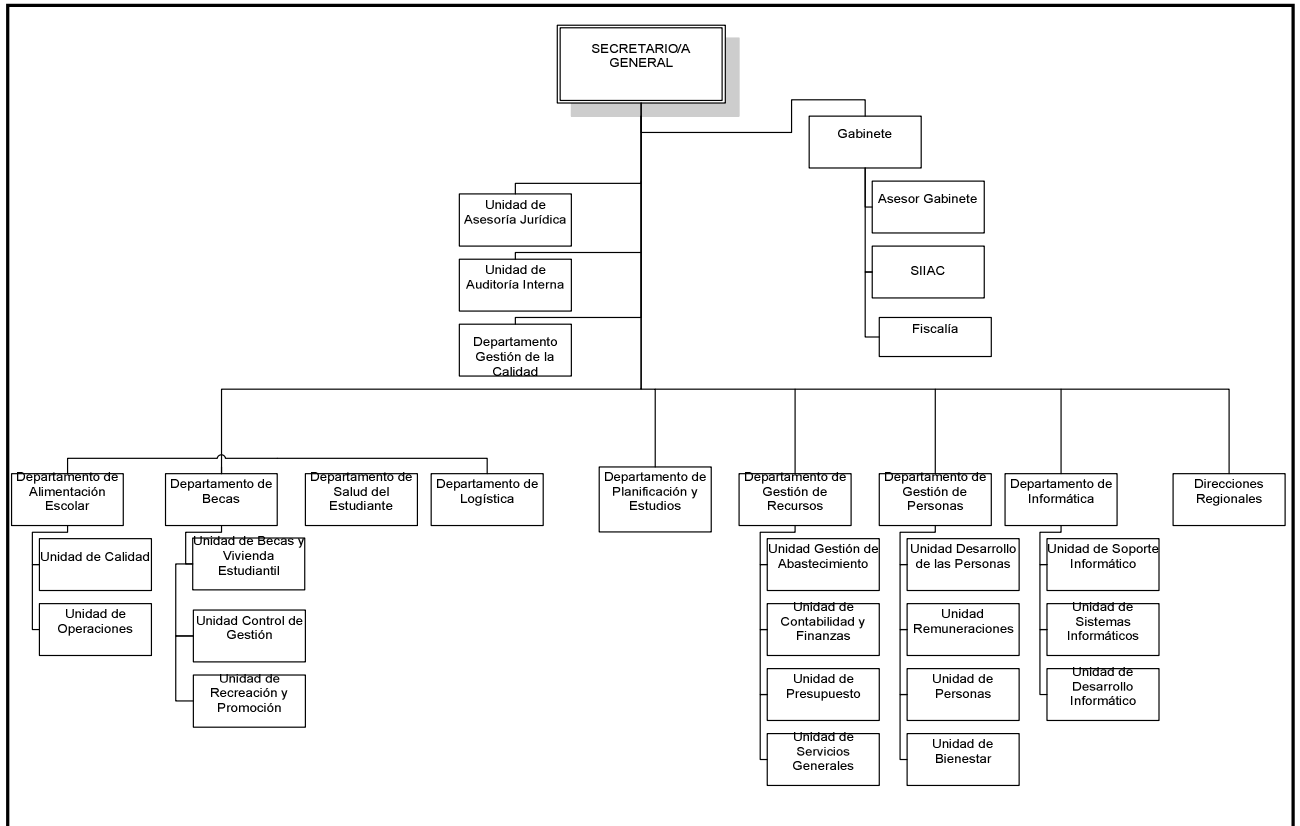 SECRETARIO/A
GENERAL
Gabinete
Asesor Gabinete
SIIAC
Fiscalía
Unidad de
Asesoría Jurídica
Unidad de
Auditoría Interna
Departamento
Gestión de la
Calidad
Departamento de
Alimentación
Escolar
Unidad de Calidad
Unidad de
Operaciones
Departamento de
Becas
Unidad de Becas y
Vivienda
Estudiantil
Unidad Control de
Gestión
Unidad de
Recreación y
Promoción
Departamento de
Salud del
Estudiante
Departamento de
Logística
Departamento de
Planificación y
Estudios
Departamento de
Gestión de
Recursos
Unidad Gestión de
Abastecimiento
Unidad de
Contabilidad y
Finanzas
Unidad de
Presupuesto
Unidad de
Servicios
Generales
Departamento de
Gestión de
Personas
Unidad Desarrollo
de las Personas
Unidad
Remuneraciones
Unidad de
Personas
Unidad de
Bienestar
Departamento de
Informática
Unidad de Soporte
Informático
Unidad de
Sistemas
Informáticos
Unidad de
Desarrollo
Informático
Direcciones
Regionales